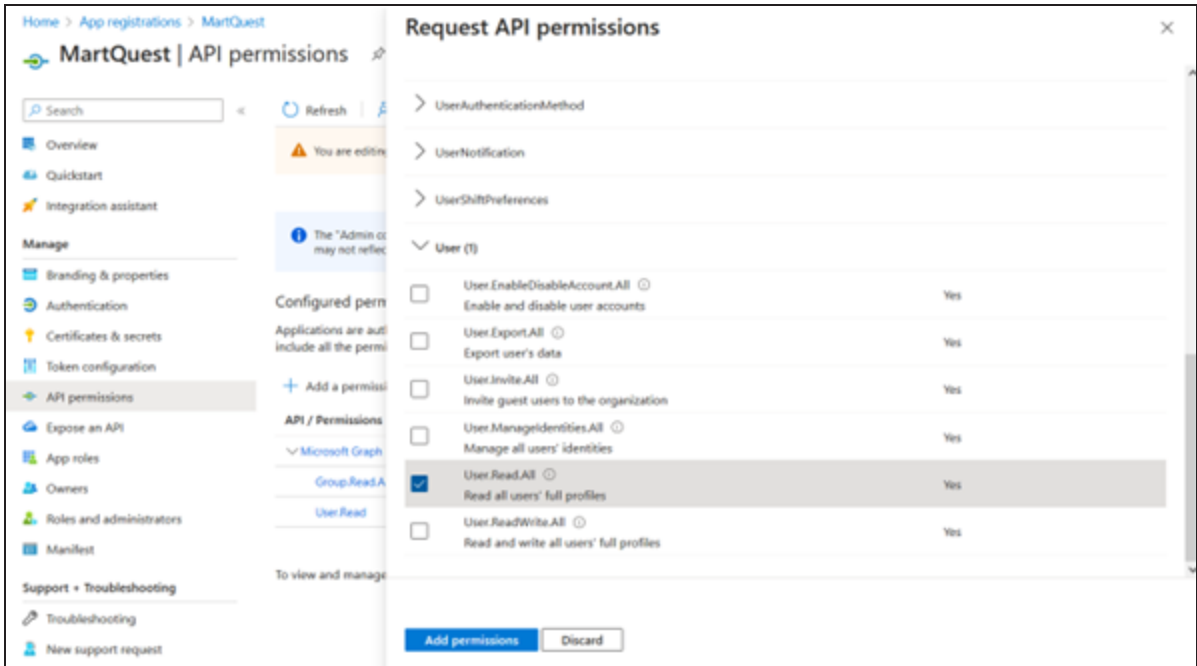 Home > App registrations > MartQuest
MartQuest | API permissions
Search
«
Overview
Quickstart
Integration assistant
Manage
Branding & properties
Authentication
Certificates & secrets
Token configuration
API permissions
Expose an API
App roles
Owners
Roles and administrators
Manifest
Support + Troubleshooting
Troubleshooting
New support request
Refresh
You are editin
The "Admin co
may not reflec
Configured perm
Applications are aut
include all the permi
Add a permissi
API / Permissions
Microsoft Graph
Group.Read.A
User.Read
To view and manage
Request API permissions
UserAuthenticationMethod
UserNotification
UserShiftPreferences
User (1)
User.EnableDisableAccount.All
Enable and disable user accounts
Yes
User.Export.All
Export user's data
Yes
User.Invite.All
Invite guest users to the organization
Yes
User.ManageIdentities.All
Manage all users' identities
Yes
User.Read.All
Read all users' full profiles
Yes
User.ReadWrite.All
Read and write all users' full profiles
Yes
Add permissions
Discard